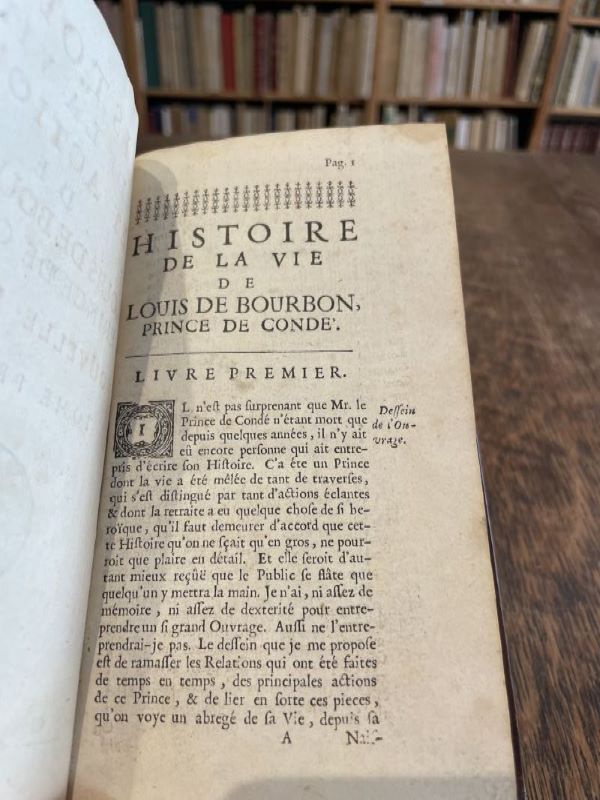 Pag. 1
HISTOIRE
DE LA VIE
DE
LOUIS DE BOURBON,
PRINCE DE CONDE'.
LIVRE PREMIER.
IL n'est pas surprenant que Mr. le
Prince de Condé n'étant mort que
depuis quelques années, il n'y ait
eû encore personne qui ait entre-
pris d'écrire son Histoire. C'a éte un Prince
dont la vie a été mêlée de tant de traverses,
qui s'est distingué par tant d'actions éclantes
& dont la retraite a eu quelque chose de si he-
roïque, qu'il faut demeurer d'accord que cet-
te Histoire qu'on ne sçait qu'en gros, ne pour-
roit que plaire en détail. Et elle seroit d'au-
tant mieux reçûë que le Public se flâte que
quelqu'un y mettra la main. Je n'ai, ni assez de
mémoire, ni assez de dexterité pour entre-
prendre un si grand Ouvrage. Aussi ne l'entre-
prendrai-je pas. Le dessein que je me propose
est de ramasser les Relations qui ont été faites
de temps en temps, des principales actions
de ce Prince, & de lier en sorte ces pieces,
qu'on voye un abregé de sa Vie, depuis sa
A Nais-
Dessein
de l'Ou-
vrage.